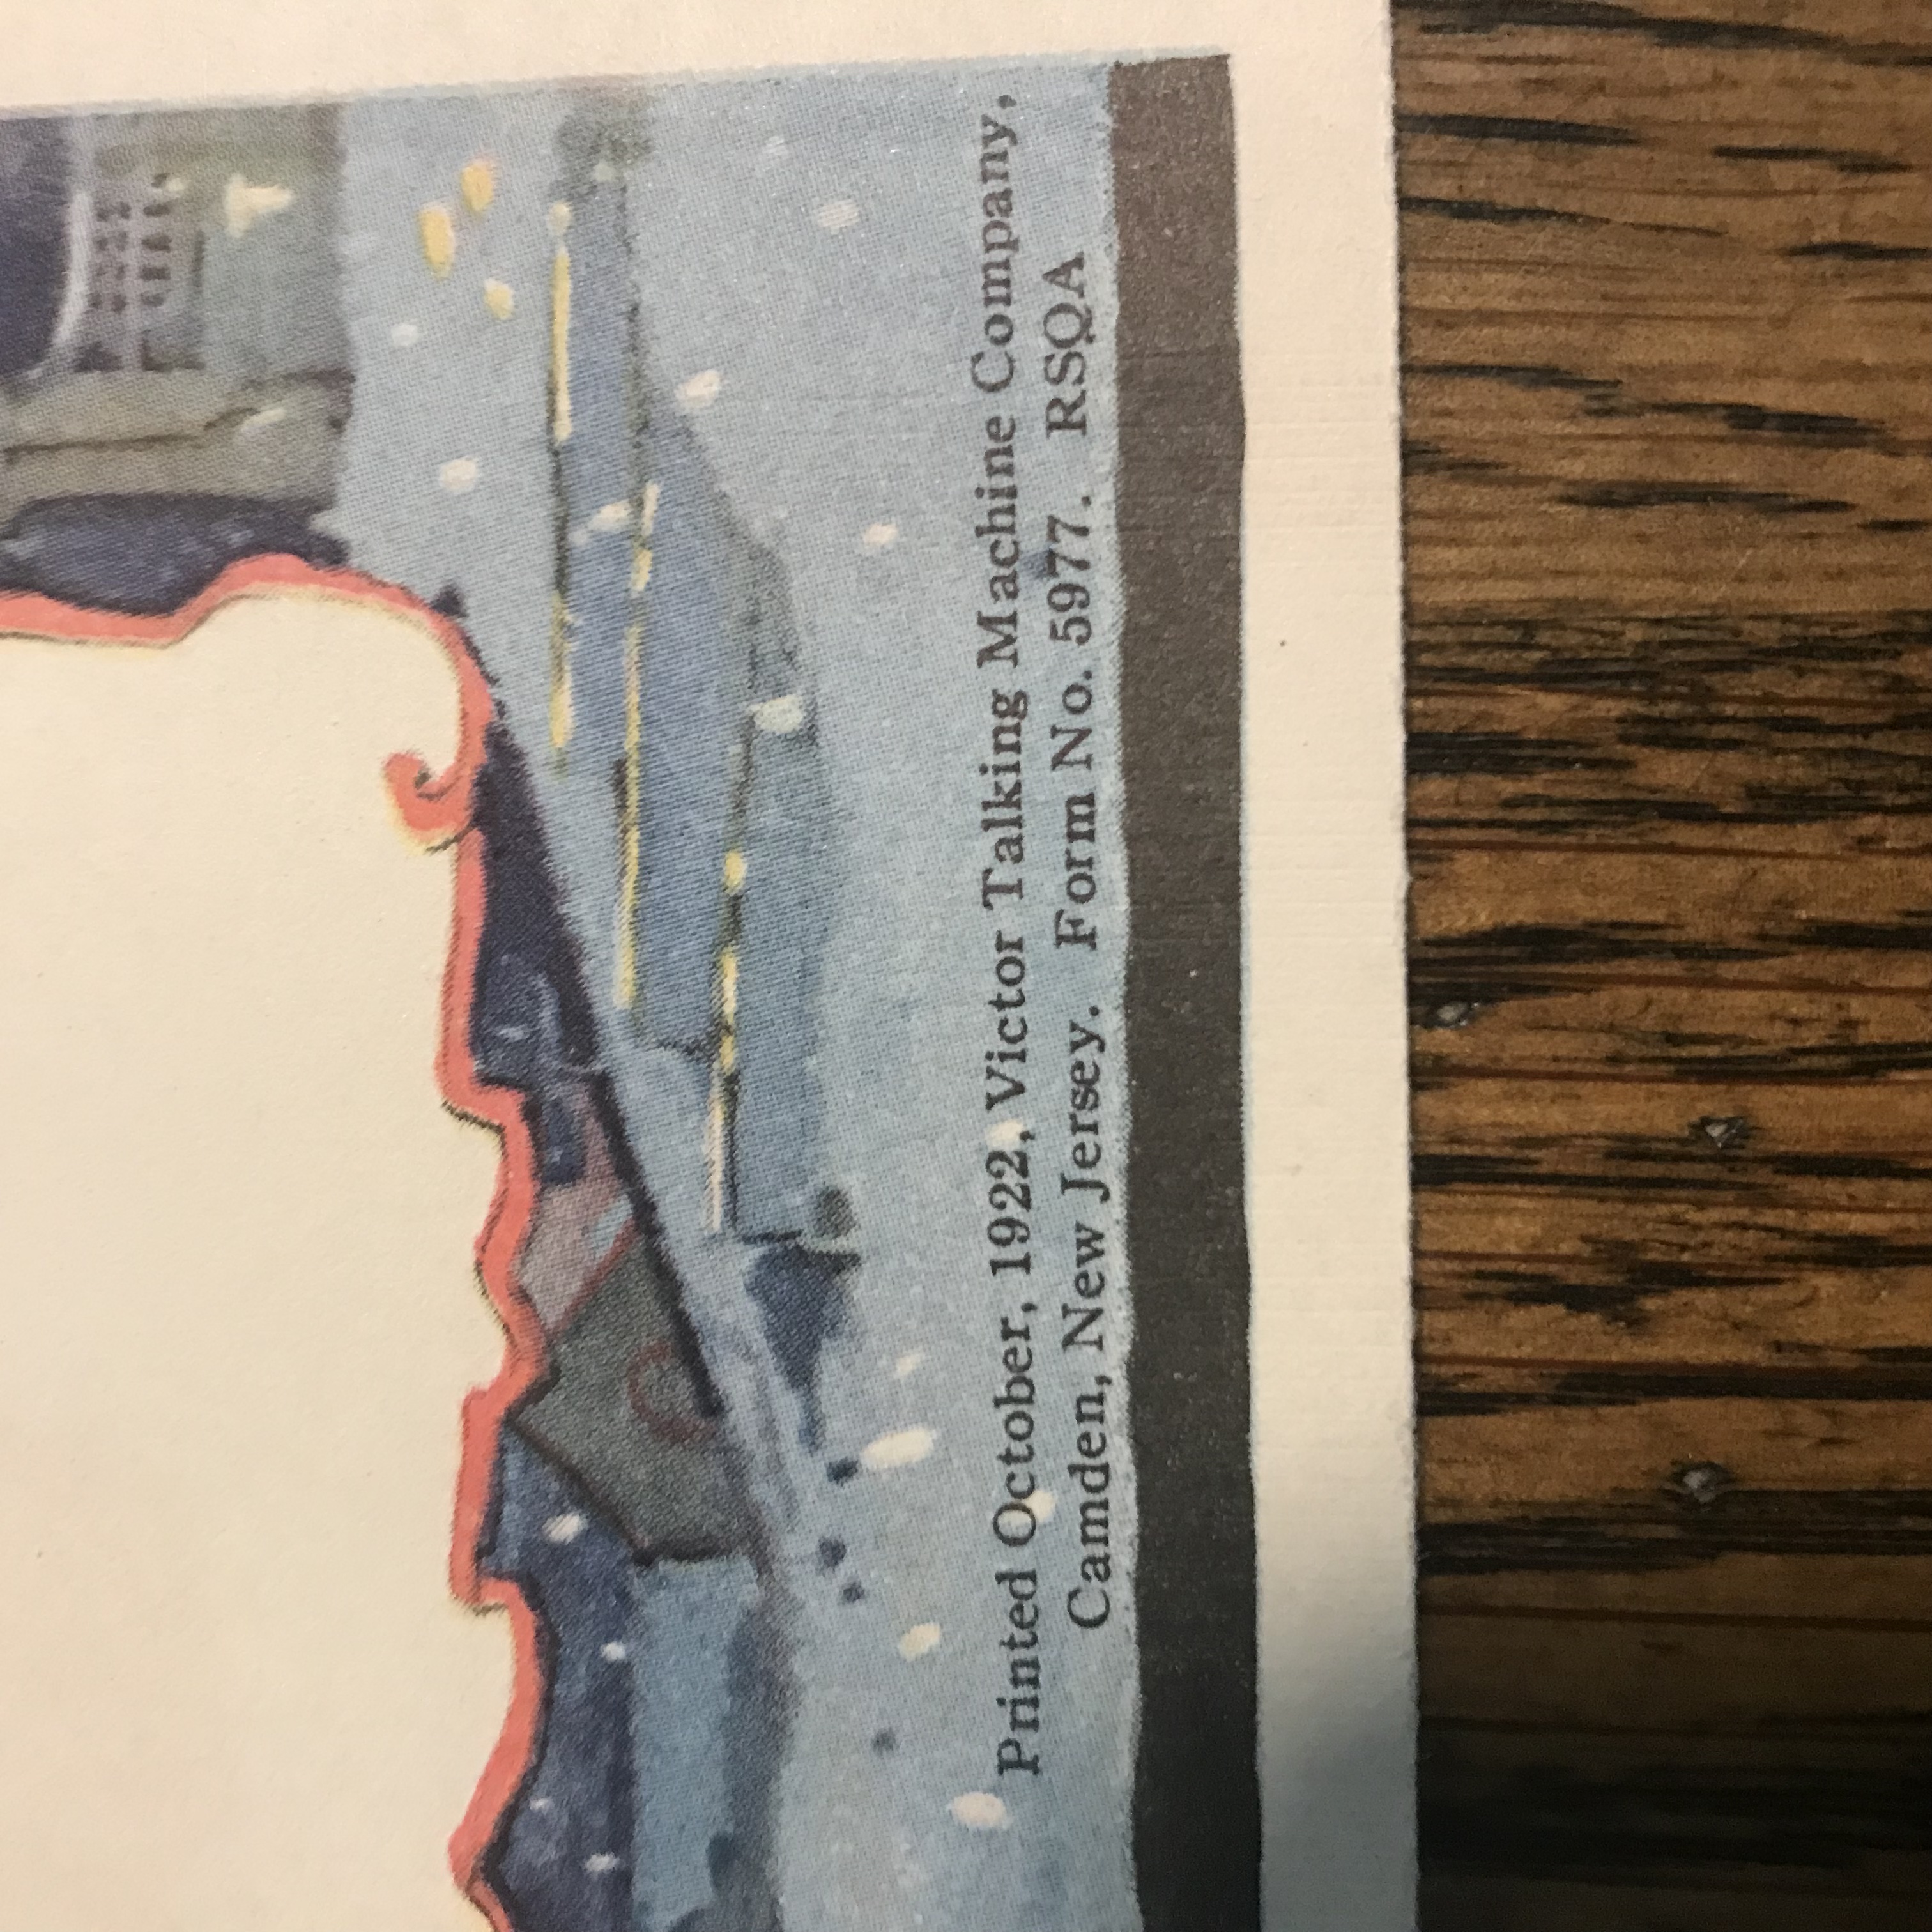 Printed October, 1922, Victor Talking Machine Company,
Camden, New Jersey. Form No. 5977. RSQA